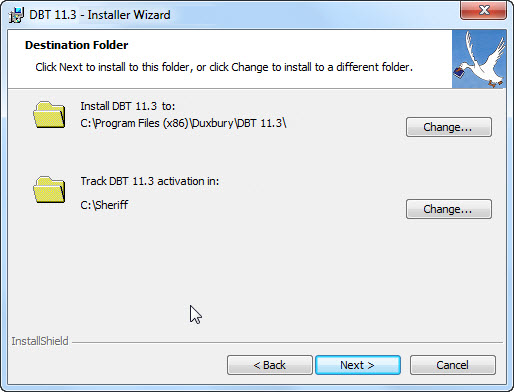 DBT 11.3 - Installer Wizard
Destination Folder
Click Next to install to this folder, or click Change to install to a different folder.
Install DBT 11.3 to:
C:\Program Files (x86)\Duxbury\DBT 11.3\
Change...
Track DBT 11.3 activation in:
C:\Sheriff
Change...
InstallShield
< Back Next > Cancel